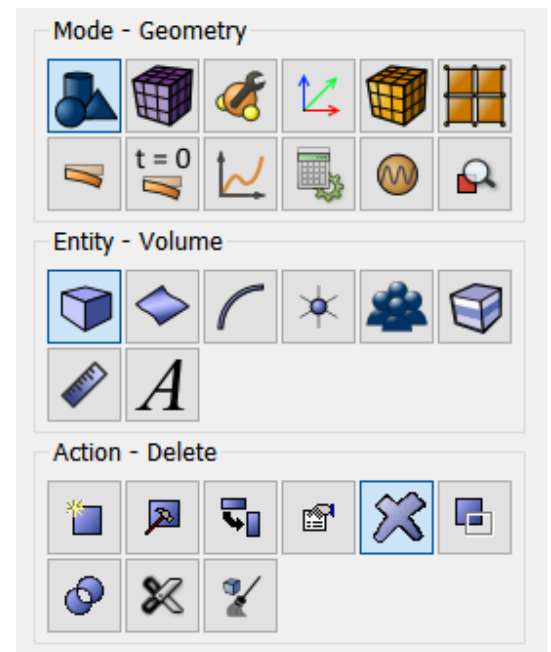 Mode - Geometry
t = 0
Entity - Volume
A
Action - Delete